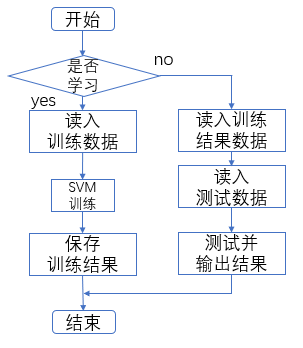 开始
是否
学习
no
yes
读入
训练数据
读入训练
结果数据
SVM
训练
读入
测试数据
保存
训练结果
测试并
输出结果
结束